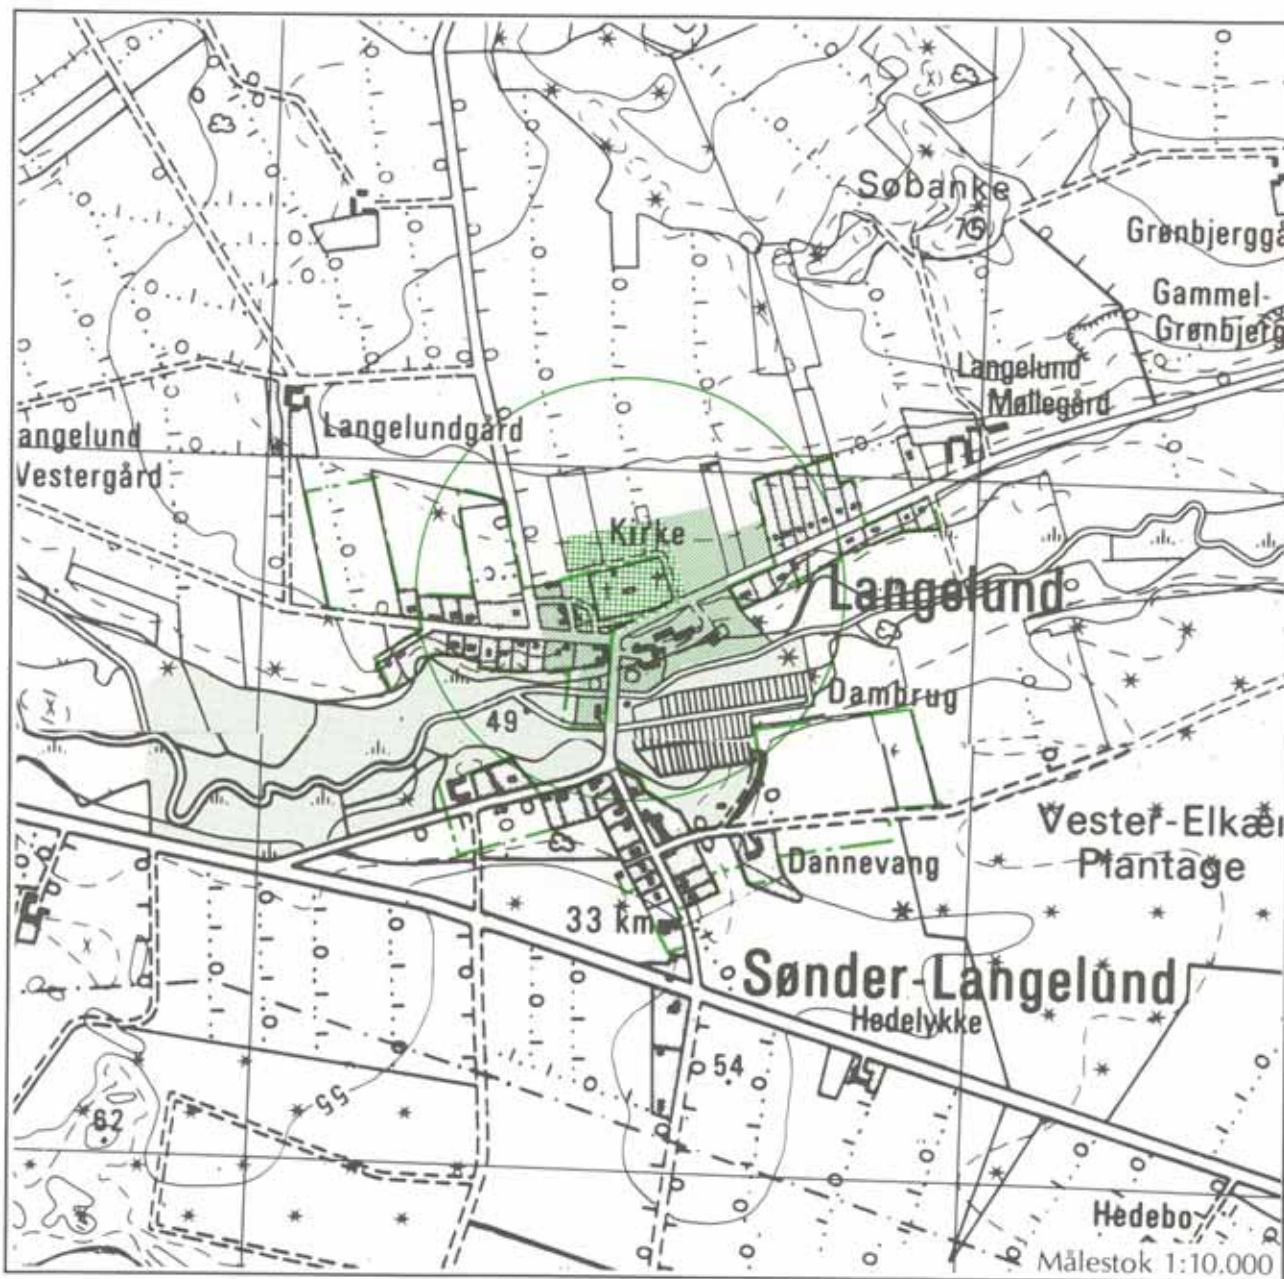 Søbanke
75
Grønbjerggå
Gammel-
Grønbjerg
Langelund
Møllegård
Langelundgård
angelund
Vestergård
Kirke
Langelund
Dambrug
49
Vester-Elkær
Plantage
Dannevang
33 km
Sønder-Langelund
Hedelykke
54
55
62
Hedebo
Målestok 1:10.000